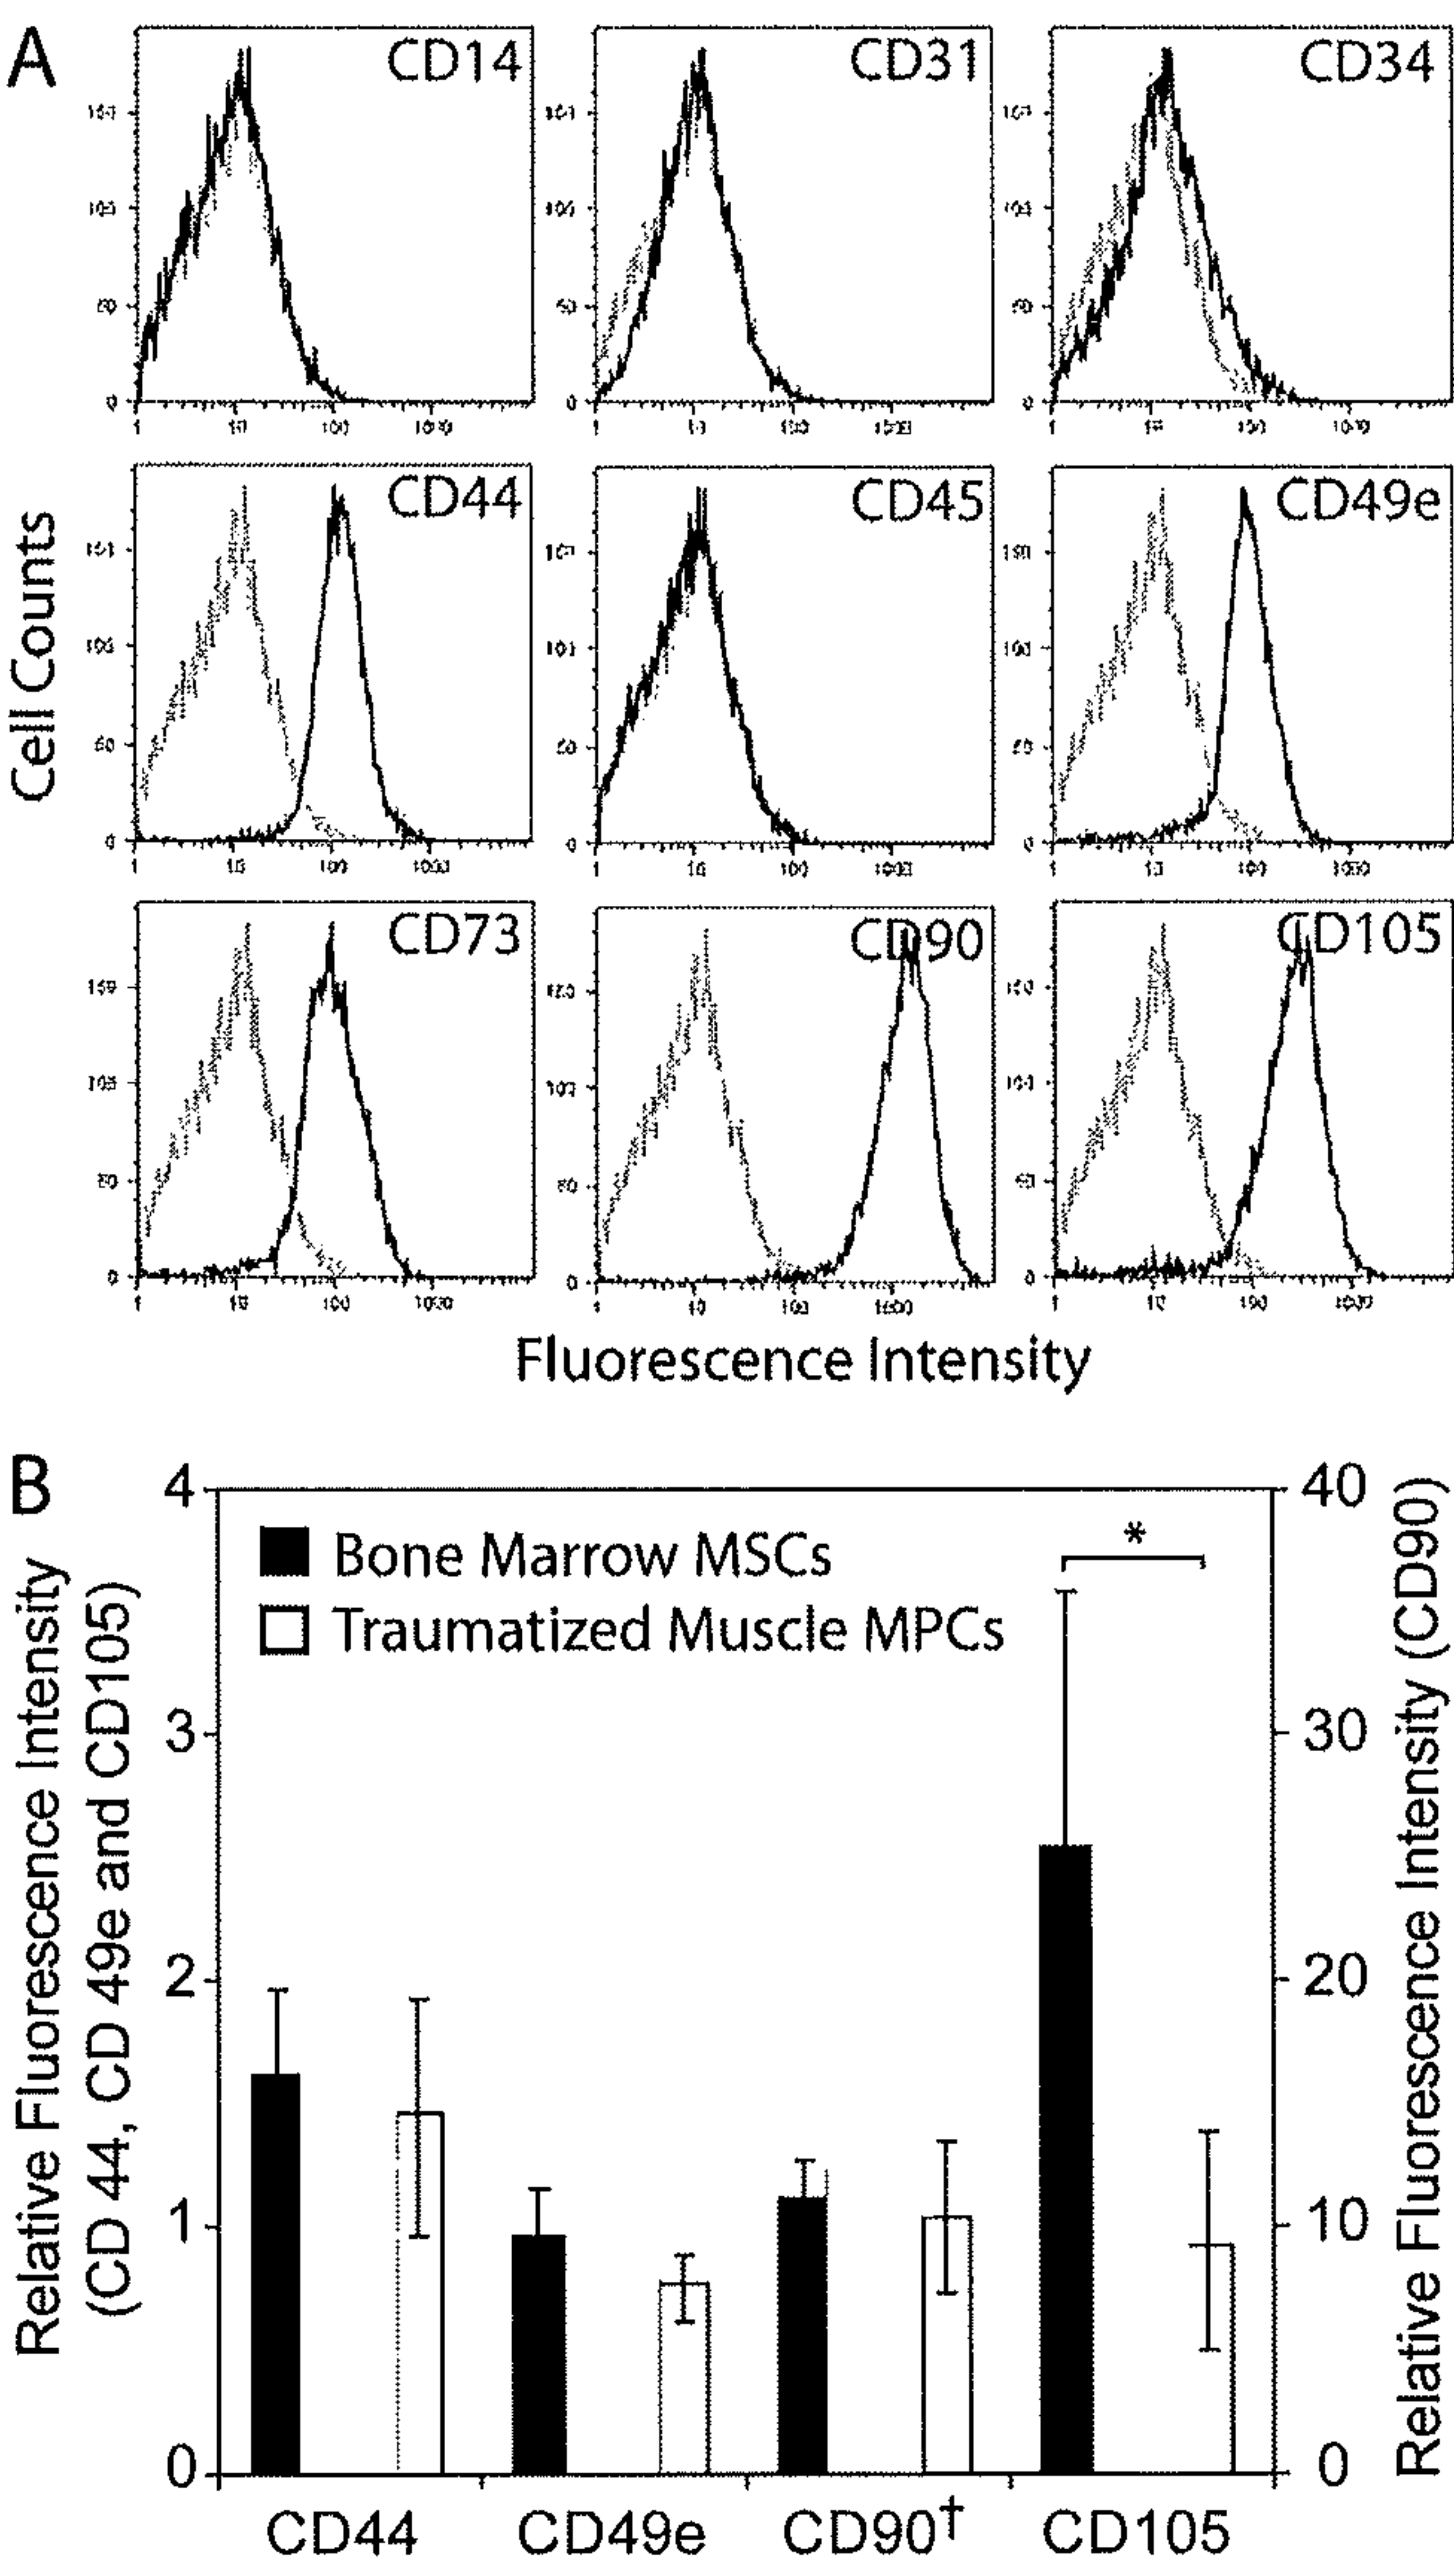 A
CD14
CD31
CD34
CD44
CD45
CD49e
CD73
CD90
CD105
Cell Counts
Fluorescence Intensity
B
4
3
2
1
0
40
30
20
10
0
Bone Marrow MSCs
Traumatized Muscle MPCs
*
Relative Fluorescence Intensity
(CD 44, CD 49e and CD105)
Relative Fluorescence Intensity (CD90)
CD44
CD49e
CD90†
CD105